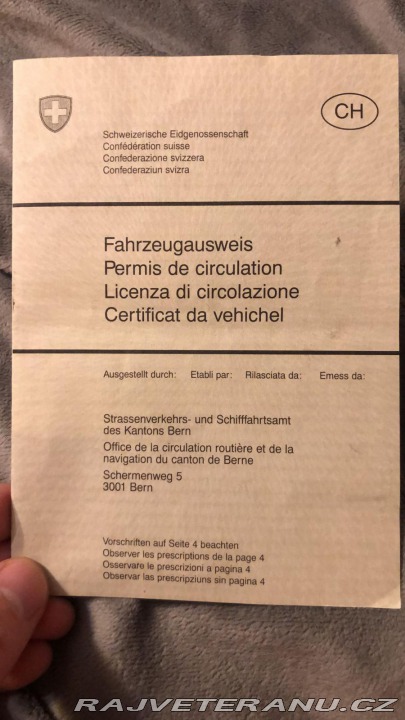 CH
Schweizerische Eidgenossenschaft
Confédération suisse
Confederazione svizzera
Confederaziun svizra
Fahrzeugausweis
Permis de circulation
Licenza di circolazione
Certificat da vehichel
Ausgestellt durch: Etabli par: Rilasciata da: Emess da:
Strassenverkehrs- und Schifffahrtsamt
des Kantons Bern
Office de la circulation routière et de la
navigation du canton de Berne
Schermenweg 5
3001 Bern
Vorschriften auf Seite 4 beachten
Observer les prescriptions de la page 4
Osservare le prescrizioni a pagina 4
Observar las prescripziuns sin pagina 4
RAJVETERANU.CZ